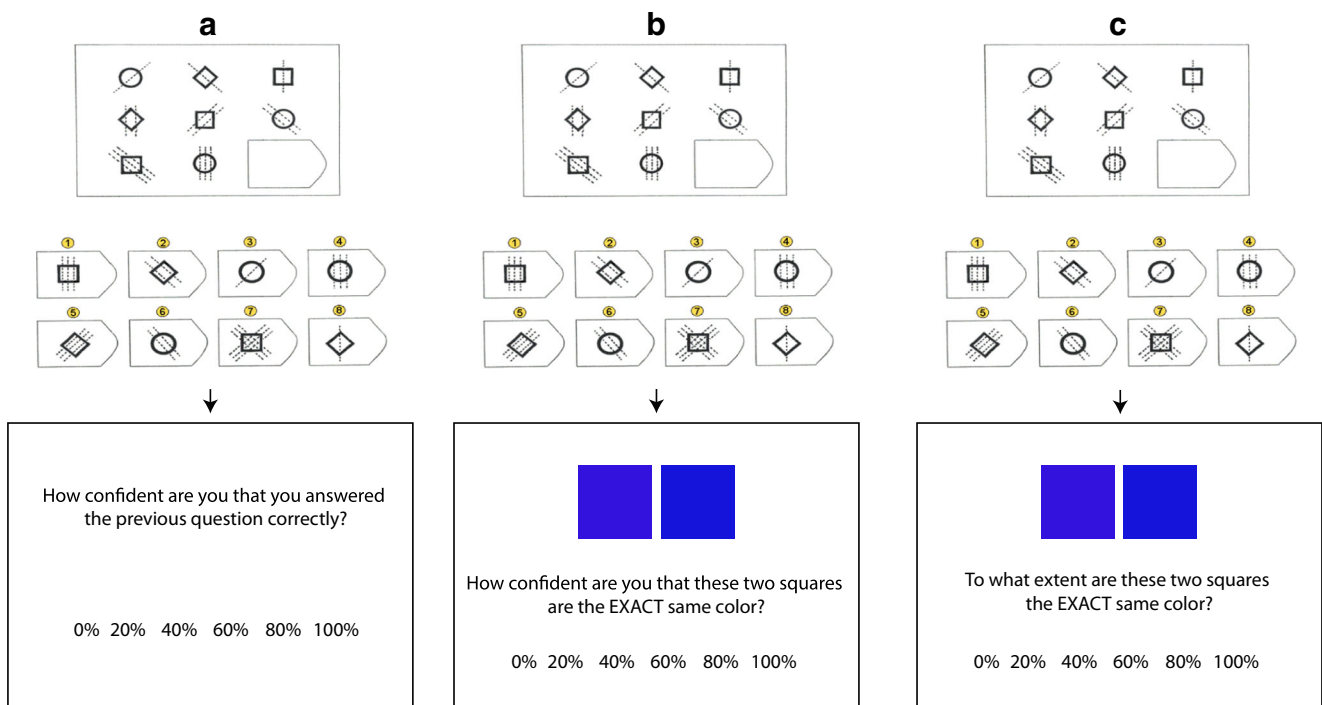 a
b
c
1 2 3 4
5 6 7 8
1 2 3 4
5 6 7 8
1 2 3 4
5 6 7 8
How confident are you that you answered
the previous question correctly?
0% 20% 40% 60% 80% 100%
How confident are you that these two squares
are the EXACT same color?
0% 20% 40% 60% 80% 100%
To what extent are these two squares
the EXACT same color?
0% 20% 40% 60% 80% 100%